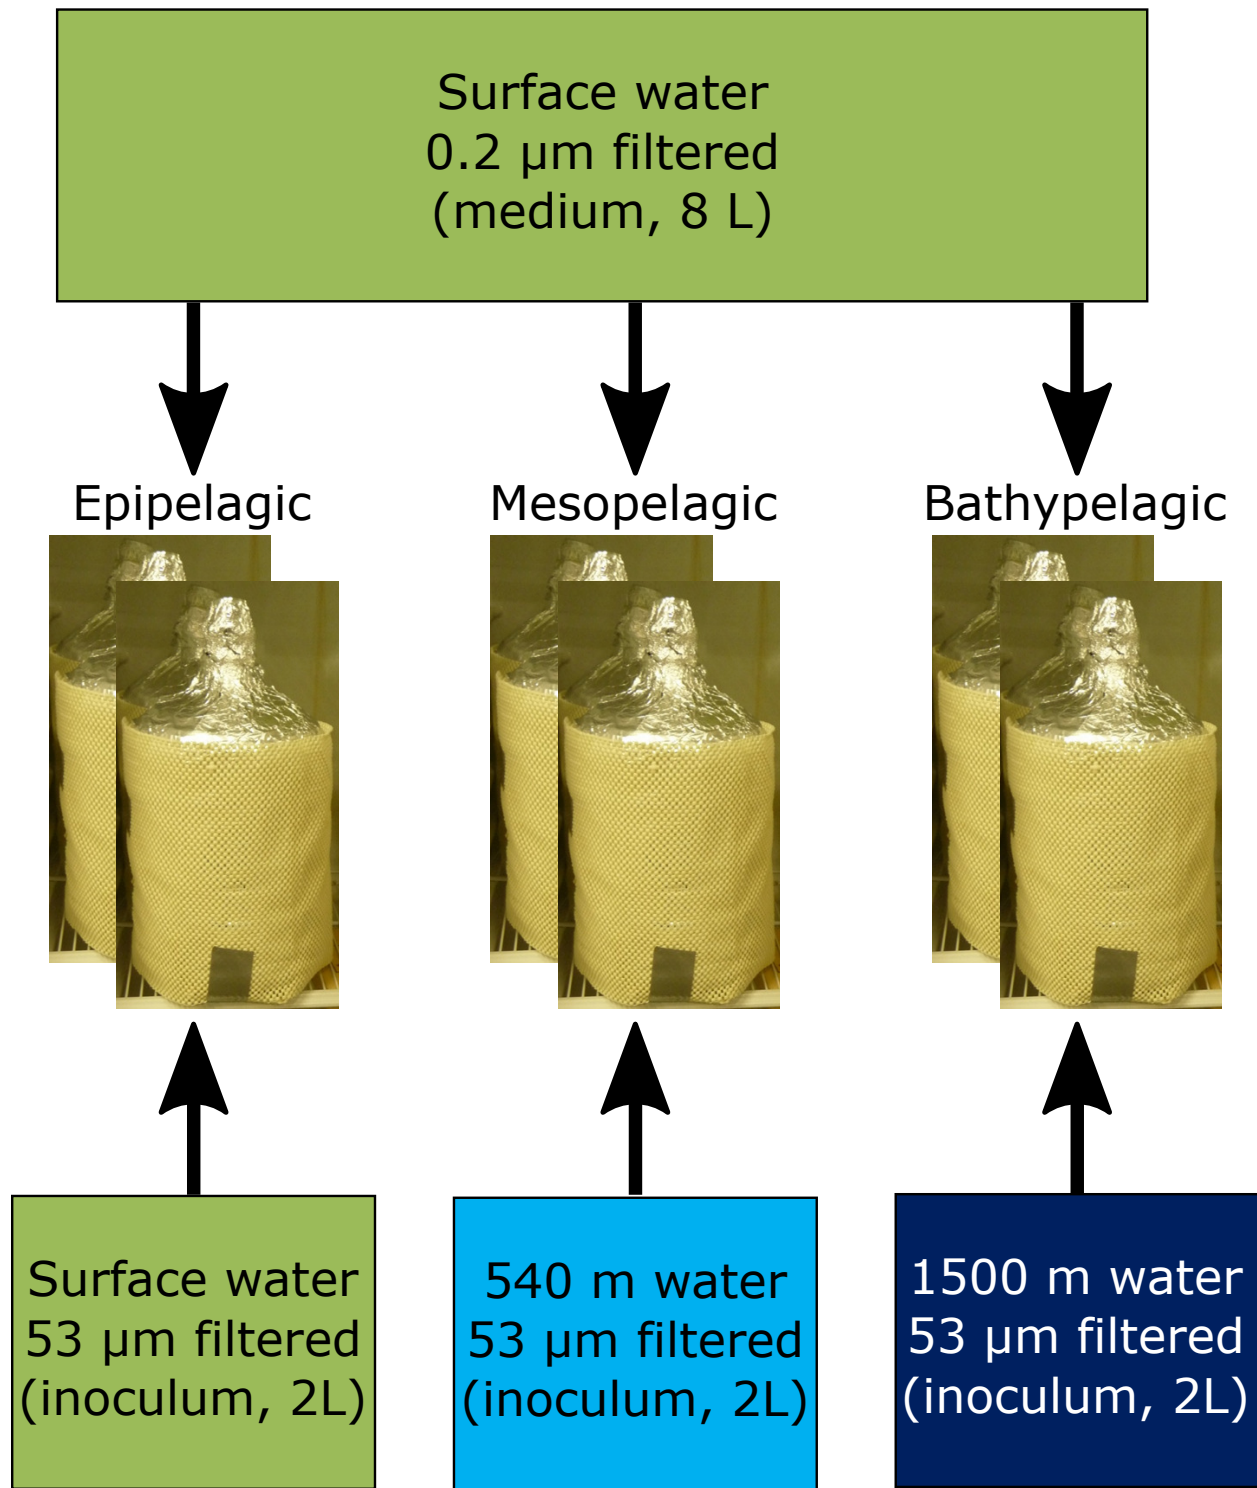 Surface water
0.2 µm filtered
(medium, 8 L)
Epipelagic
Mesopelagic
Bathypelagic
Surface water
53 µm filtered
(inoculum, 2L)
540 m water
53 µm filtered
(inoculum, 2L)
1500 m water
53 µm filtered
(inoculum, 2L)